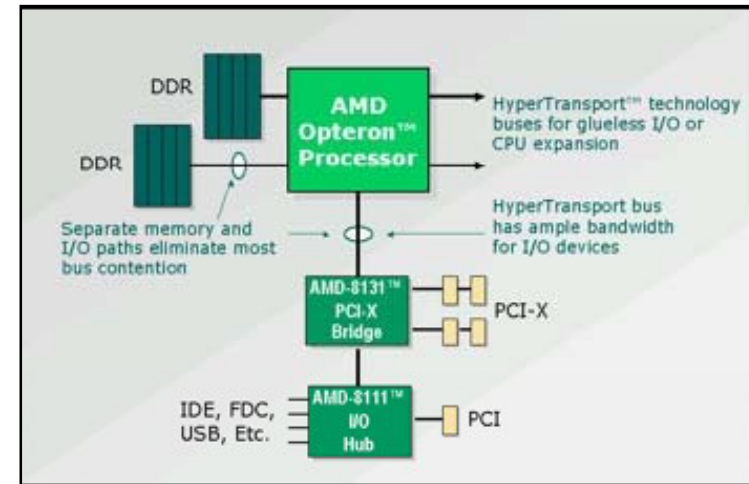 DDR
AMD
Opteron™
Processor
HyperTransport™ technology
buses for glueless I/O or
CPU expansion
DDR
Separate memory and
I/O paths eliminate most
bus contention
HyperTransport bus
has ample bandwidth
for I/O devices
AMD-8131™
PCI-X
Bridge
PCI-X
IDE, FDC,
USB, Etc.
AMD-8111™
I/O
Hub
PCI